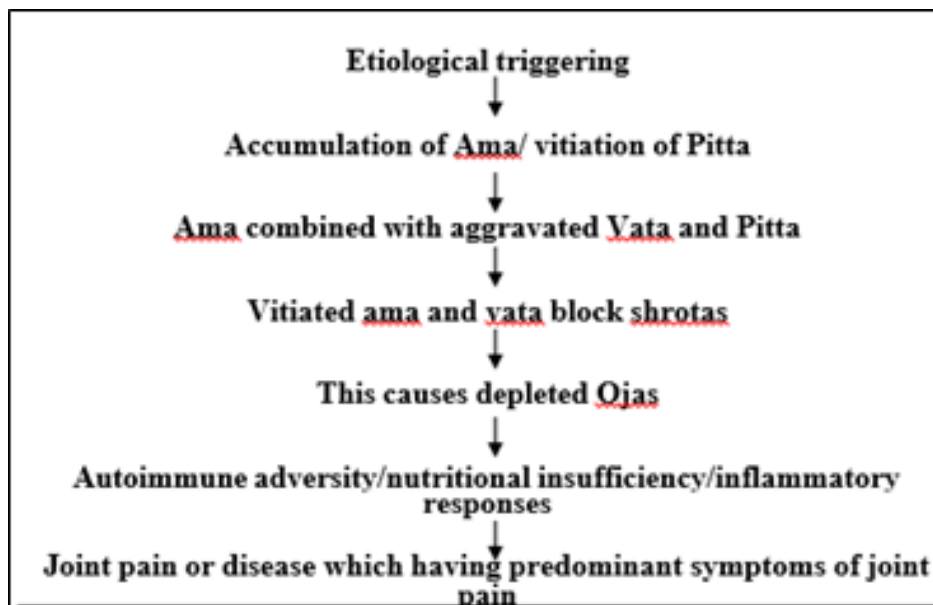 Etiological triggering
Accumulation of Ama/ vitiation of Pitta
Ama combined with aggravated Vata and Pitta
Vitiated ama and vata block shrotas
This causes depleted Ojas
Autoimmune adversity/nutritional insufficiency/inflammatory
responses
Joint pain or disease which having predominant symptoms of joint
pain